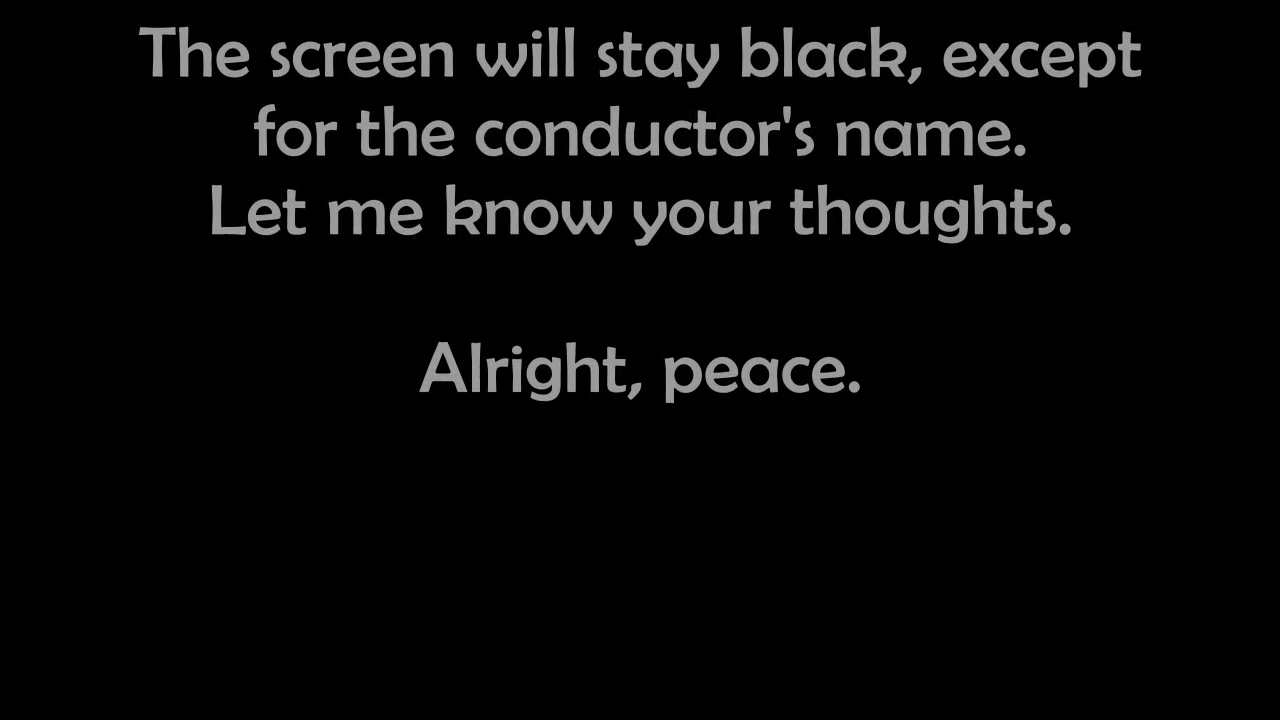 The screen will stay black, except
for the conductor's name.
Let me know your thoughts.
Alright, peace.